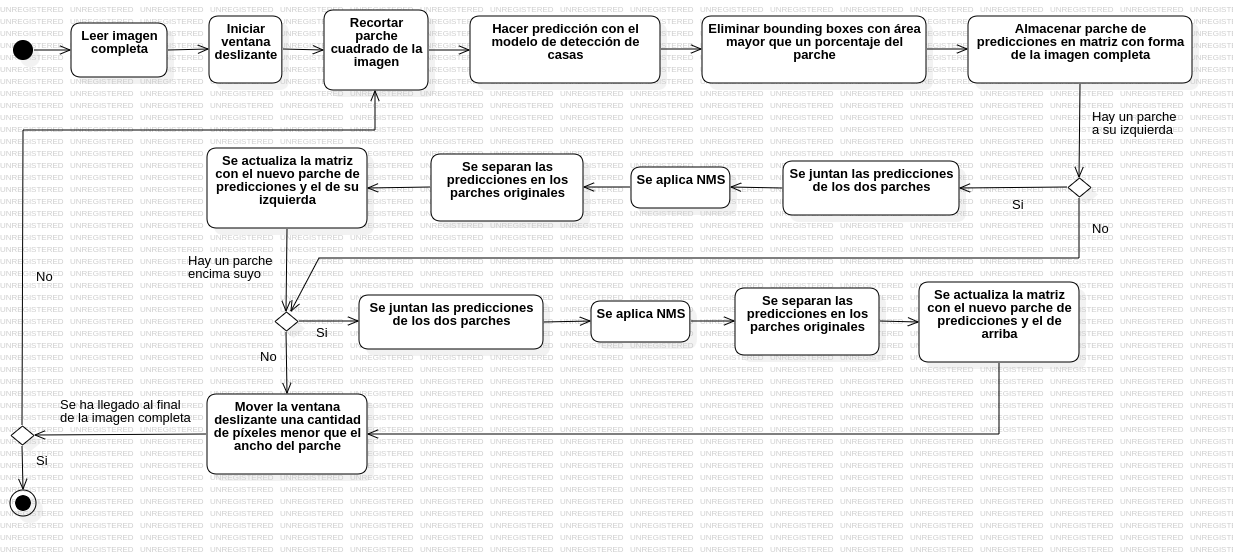 Leer imagen
completa
Iniciar
ventana
deslizante
Recortar
parche
cuadrado de la
imagen
Hacer predicción con el
modelo de detección de
casas
Eliminar bounding boxes con área
mayor que un porcentaje del
parche
Almacenar parche de
predicciones en matriz con forma
de la imagen completa
Hay un parche
a su izquierda
Si
No
Se juntan las predicciones
de los dos parches
Se aplica NMS
Se separan las
predicciones en los
parches originales
Se actualiza la matriz
con el nuevo parche de
predicciones y el de su
izquierda
Hay un parche
encima suyo
Si
No
Se juntan las predicciones
de los dos parches
Se aplica NMS
Se separan las
predicciones en los
parches originales
Se actualiza la matriz
con el nuevo parche de
predicciones y el de
arriba
Mover la ventana
deslizante una cantidad
de píxeles menor que el
ancho del parche
Se ha llegado al final
de la imagen completa
No
Si
UNREGISTERED